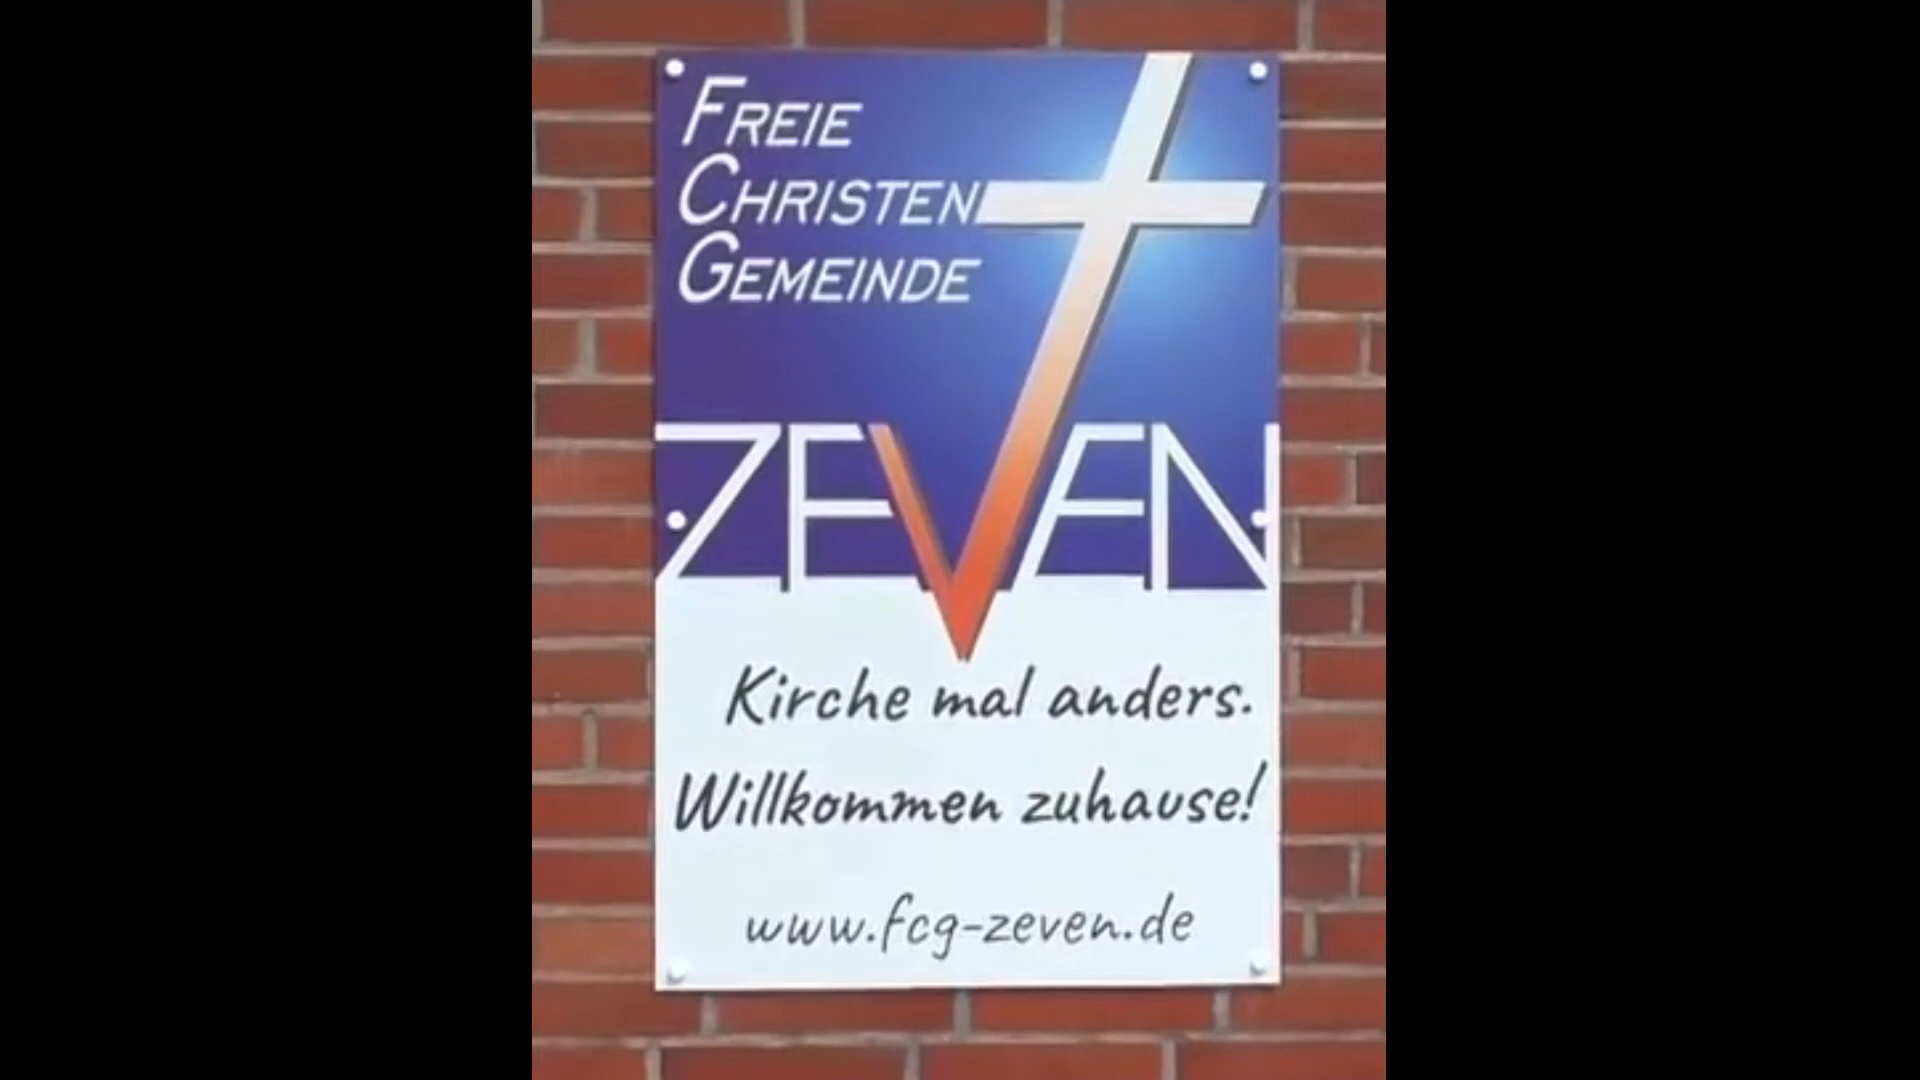 FREIE
CHRISTEN
GEMEINDE
ZEVEN
Kirche mal anders.
Willkommen zuhause!
www.fcg-zeven.de